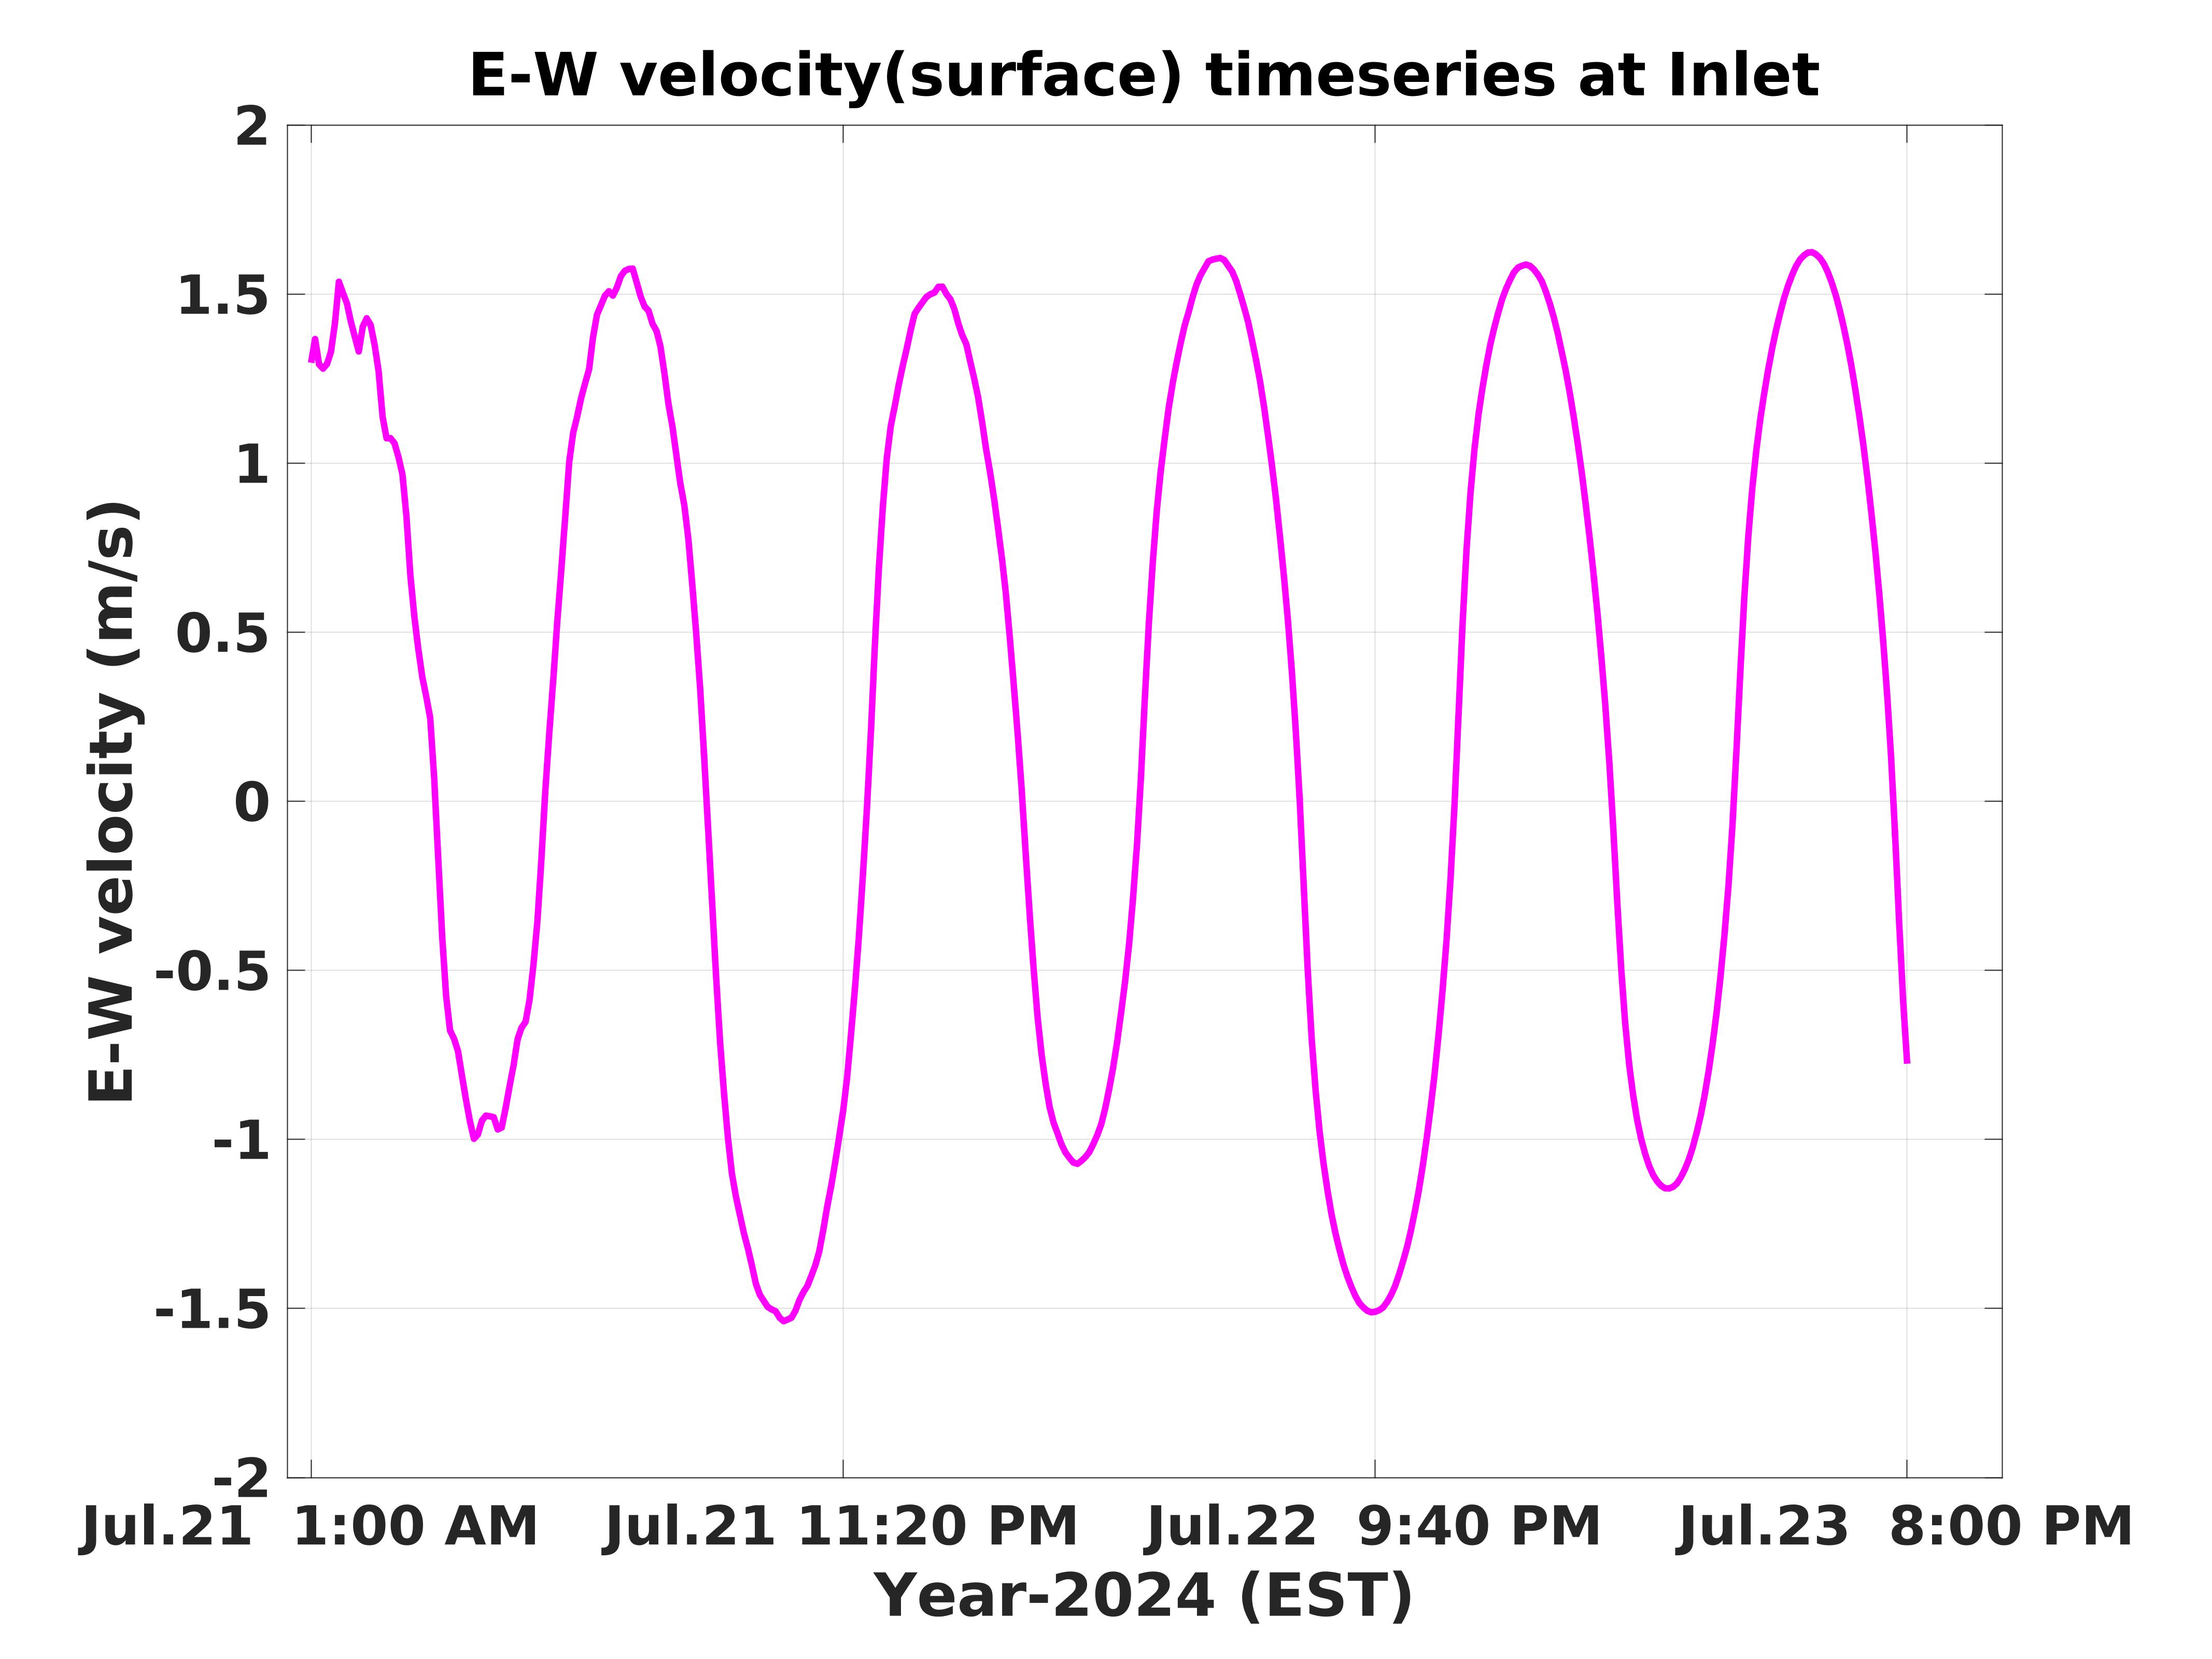 E-W velocity(surface) timeseries at Inlet
E-W velocity (m/s)
2
1.5
1
0.5
0
-0.5
-1
-1.5
-2
Jul.21 1:00 AM
Jul.21 11:20 PM
Jul.22 9:40 PM
Jul.23 8:00 PM
Year-2024 (EST)